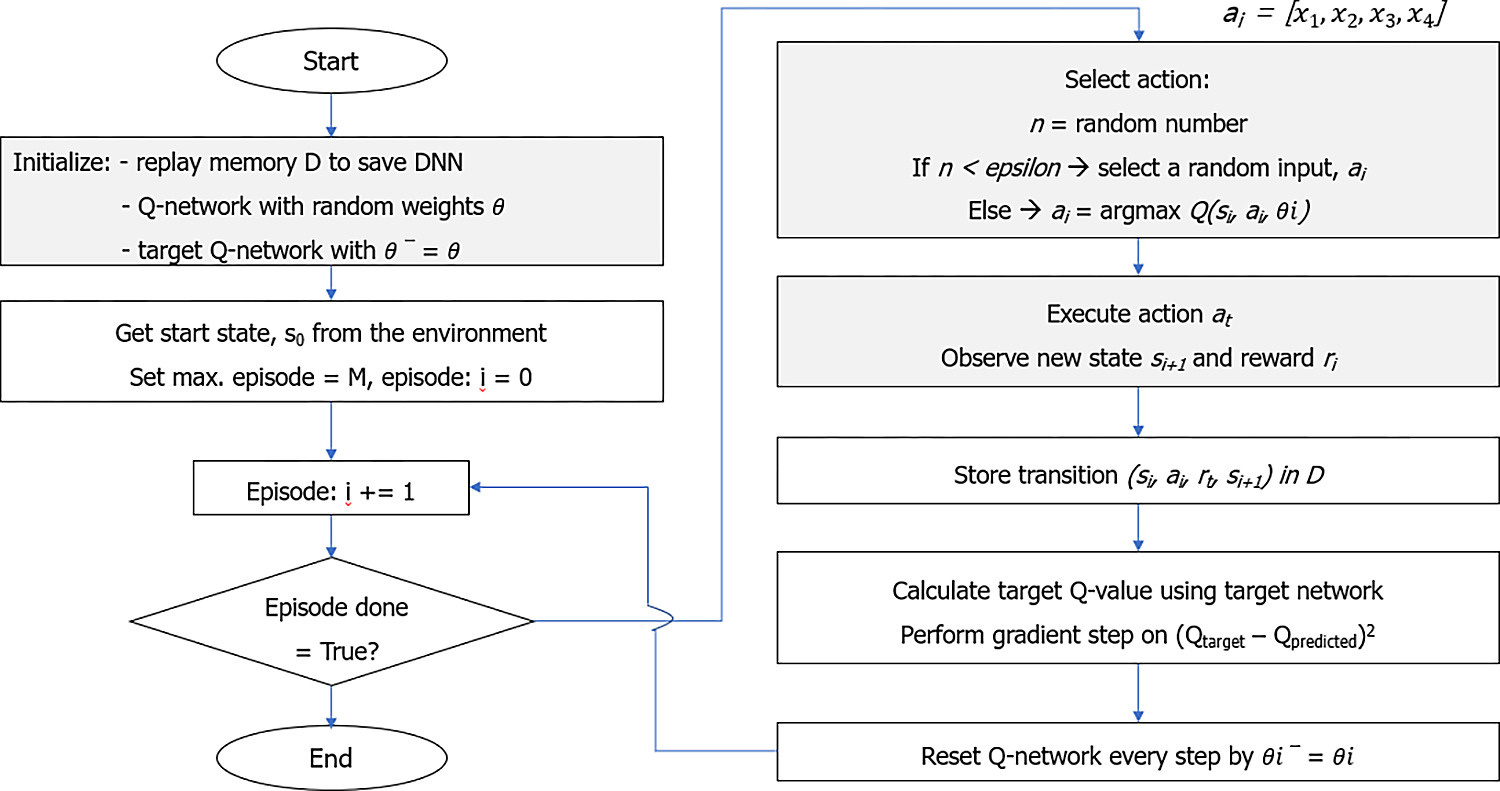 Start
Initialize: - replay memory D to save DNN
- Q-network with random weights θ
- target Q-network with θ⁻ = θ
Get start state, s₀ from the environment
Set max. episode = M, episode: i = 0
Episode: i += 1
Episode done
= True?
End
aᵢ = [x₁, x₂, x₃, x₄]
Select action:
n = random number
If n < epsilon → select a random input, aᵢ
Else → aᵢ = argmax Q(sᵢ, aᵢ, θi)
Execute action aₜ
Observe new state sᵢ₊₁ and reward rᵢ
Store transition (sᵢ, aᵢ, rₜ, sᵢ₊₁) in D
Calculate target Q-value using target network
Perform gradient step on (Q_target – Q_predicted)²
Reset Q-network every step by θi⁻ = θi